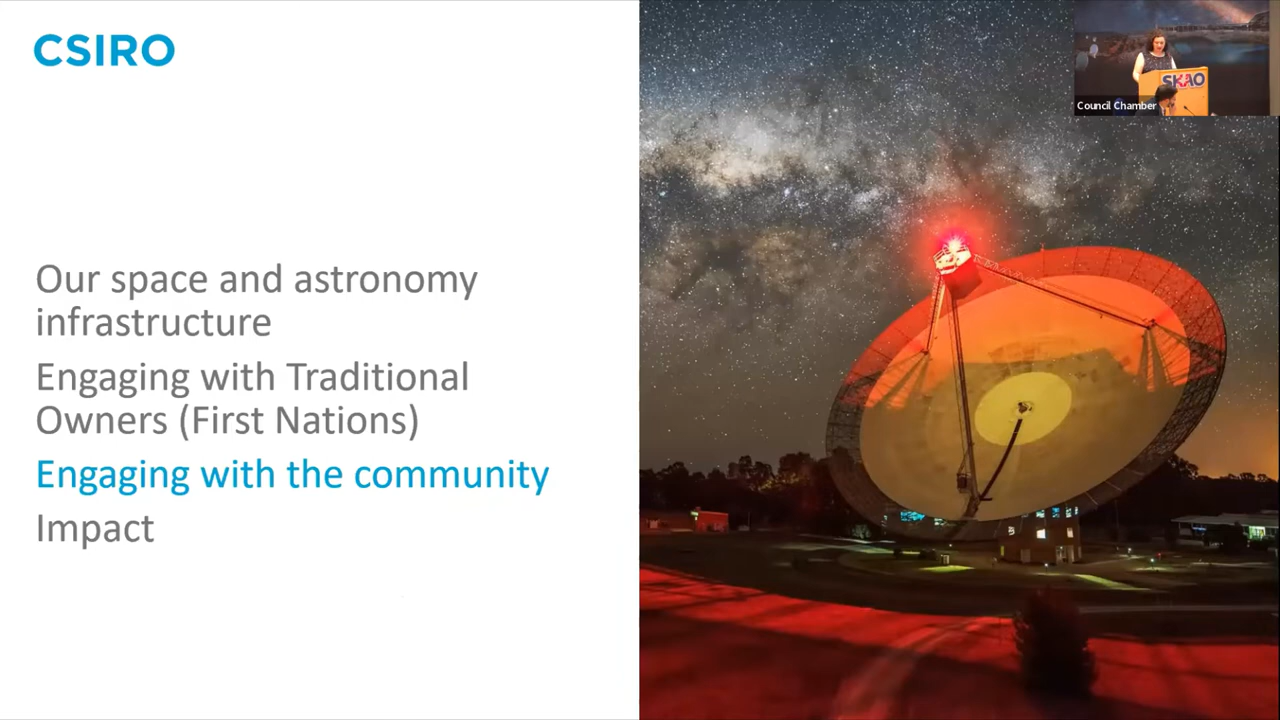 CSIRO
Our space and astronomy
infrastructure
Engaging with Traditional
Owners (First Nations)
Engaging with the community
Impact
SKAO
Council Chamber